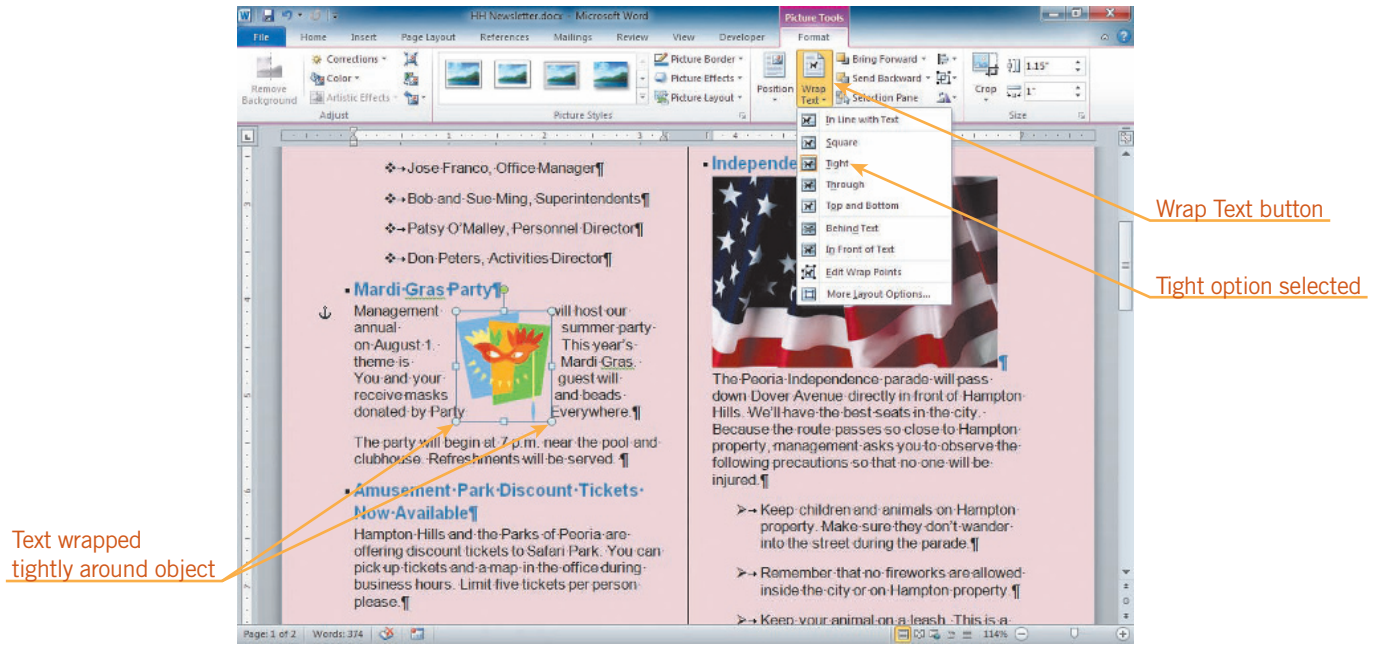 HH Newsletter.docx - Microsoft Word
Picture Tools
File Home Insert Page Layout References Mailings Review View Developer Format
Remove Background
Corrections
Color
Artistic Effects
Adjust
Picture Styles
Picture Border
Picture Effects
Picture Layout
Position
Wrap Text
Bring Forward
Send Backward
Selection Pane
Crop
1.15"
1"
Size
In Line with Text
Square
Tight
Through
Top and Bottom
Behind Text
In Front of Text
Edit Wrap Points
More Layout Options...
Wrap Text button
Tight option selected
❖→Jose·Franco,·Office·Manager¶
❖→Bob·and·Sue·Ming,·Superintendents¶
❖→Patsy·O'Malley,·Personnel·Director¶
❖→Don·Peters,·Activities·Director¶
Mardi·Gras·Party¶
Management· will·host·our·
annual· summer·party·
on·August·1.· This·year's·
theme·is· Mardi·Gras.·
You·and·your· guest·will·
receive·masks and·beads·
donated·by·Party Everywhere.¶
The·party·will·begin·at·7·p.m.·near·the·pool·and·
clubhouse.·Refreshments·will·be·served.·¶
Amusement·Park·Discount·Tickets·
Now·Available¶
Hampton·Hills·and·the·Parks·of·Peoria·are·
offering·discount·tickets·to·Safari·Park.·You·can·
pick·up·tickets·and·a·map·in·the·office·during·
business·hours.·Limit·five·tickets·per·person·
please.¶
Text wrapped
tightly around object
Independe
¶
The·Peoria·Independence·parade·will·pass·
down·Dover·Avenue·directly·in·front·of·Hampton·
Hills.·We'll·have·the·best·seats·in·the·city.·
Because·the·route·passes·so·close·to·Hampton·
property,·management·asks·you·to·observe·the·
following·precautions·so·that·no·one·will·be·
injured.¶
➢→Keep·children·and·animals·on·Hampton·
property.·Make·sure·they·don't·wander·
into·the·street·during·the·parade.¶
➢→Remember·that·no·fireworks·are·allowed·
inside·the·city·or·on·Hampton·property.¶
➢→Keep·your·animal·on·a·leash.·This·is·a·
Page: 1 of 2 Words: 374 114%